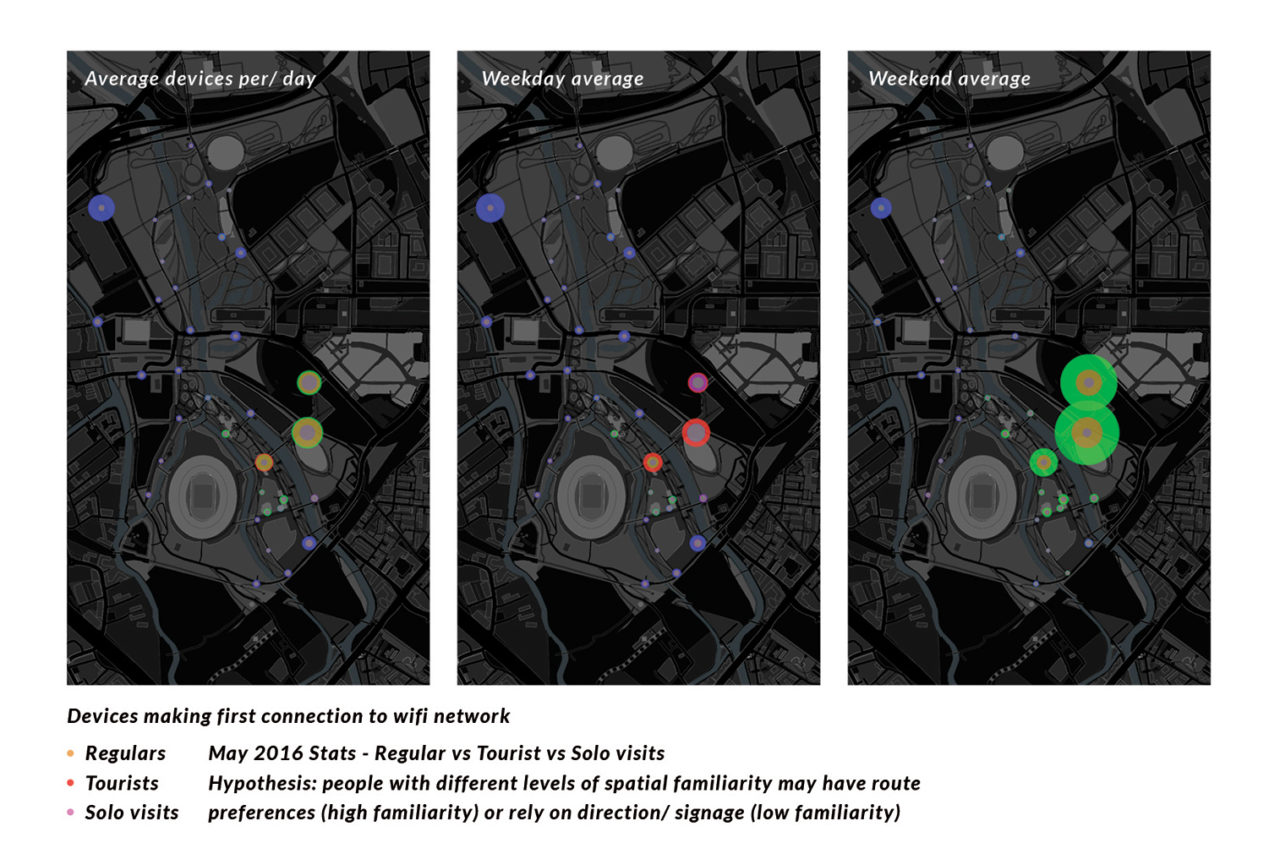 Average devices per/ day
Weekday average
Weekend average
Devices making first connection to wifi network
Regulars
May 2016 Stats - Regular vs Tourist vs Solo visits
Tourists
Hypothesis: people with different levels of spatial familiarity may have route
Solo visits
preferences (high familiarity) or rely on direction/ signage (low familiarity)